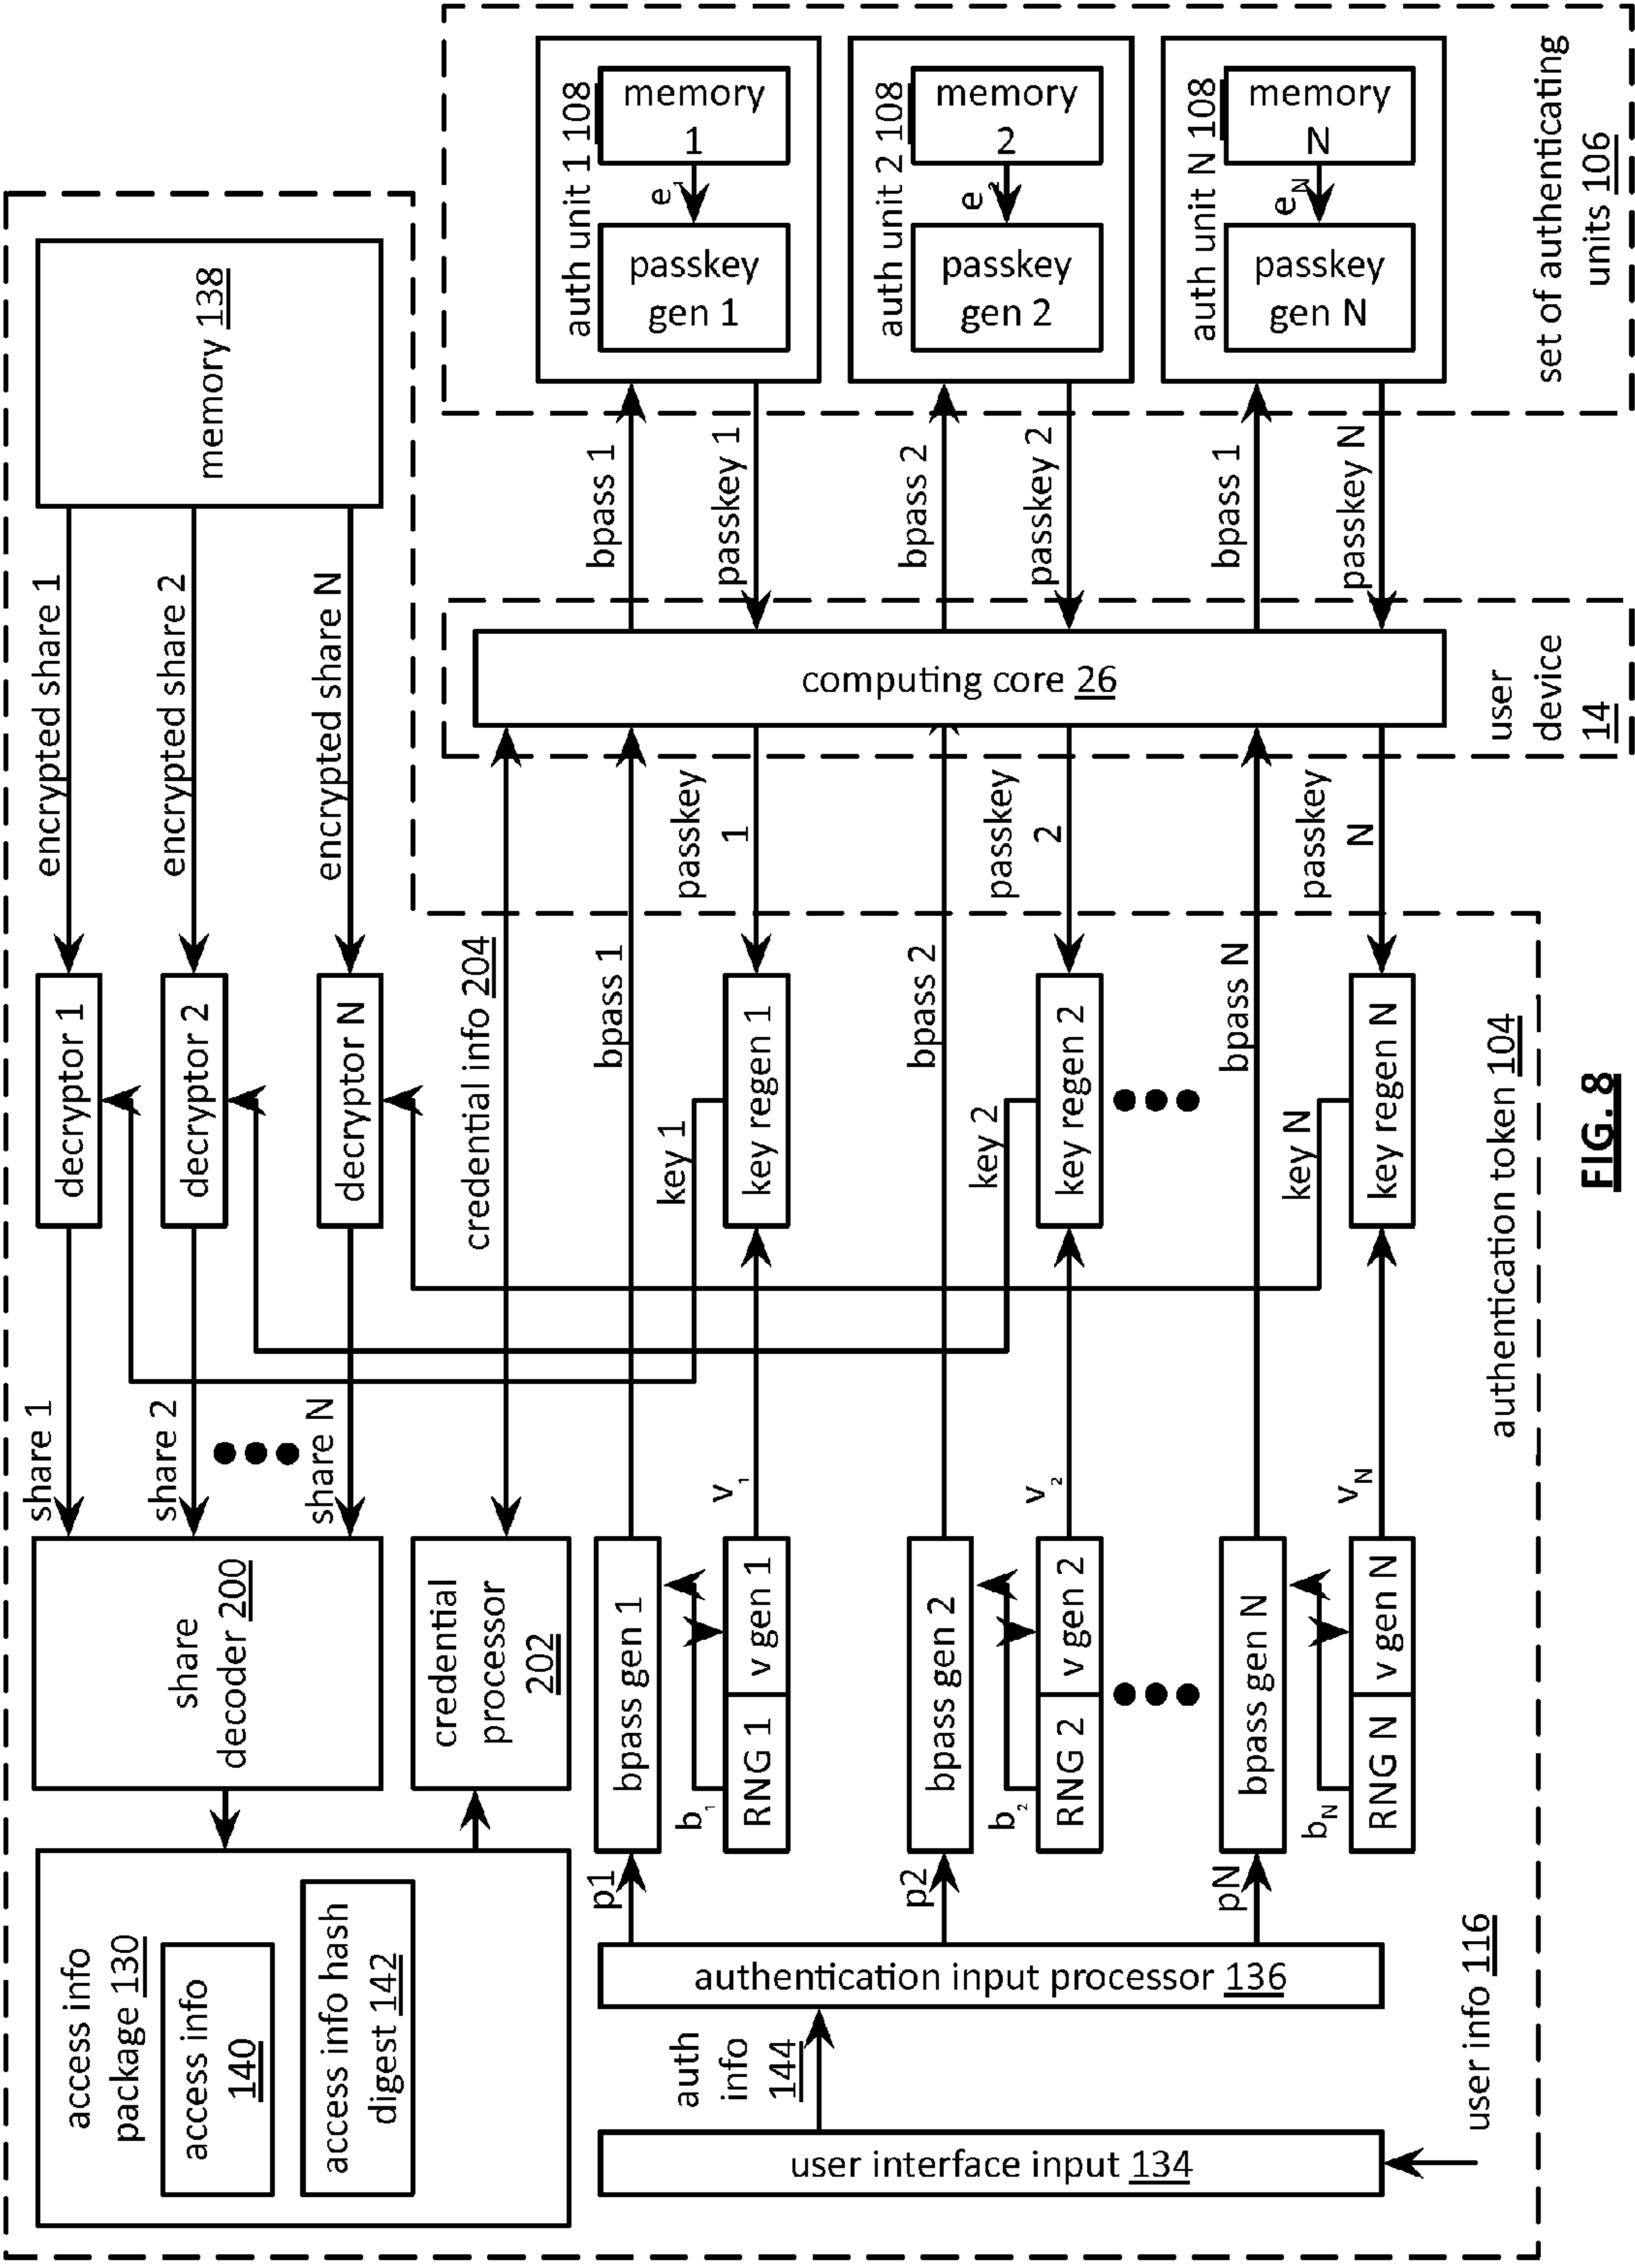 access info
package 130
access info
140
access info hash
digest 142
share
decoder 200
share 1
share 2
share N
decryptor 1
decryptor 2
decryptor N
encrypted share 1
encrypted share 2
encrypted share N
memory 138
credential
processor
202
credential info 204
user interface input 134
user info 116
auth
info
144
authentication input processor 136
p1
bpass gen 1
b1
RNG 1
v gen 1
v1
bpass 1
key 1
key regen 1
passkey
1
p2
bpass gen 2
b2
RNG 2
v gen 2
v2
bpass 2
key 2
key regen 2
passkey
2
pN
bpass gen N
bN
RNG N
v gen N
vN
bpass N
key N
key regen N
passkey
N
authentication token 104
computing core 26
user
device
14
bpass 1
passkey 1
bpass 2
passkey 2
bpass 1
passkey N
auth unit 1 108
memory
1
e1
passkey
gen 1
auth unit 2 108
memory
2
e2
passkey
gen 2
auth unit N 108
memory
N
eN
passkey
gen N
set of authenticating
units 106
FIG. 8